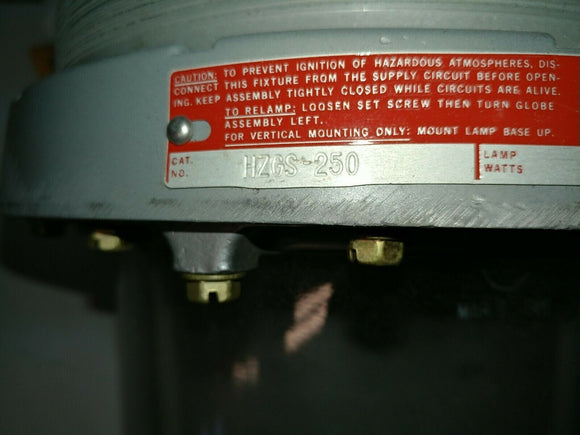 CAUTION: TO PREVENT IGNITION OF HAZARDOUS ATMOSPHERES, DIS-
CONNECT THIS FIXTURE FROM THE SUPPLY CIRCUIT BEFORE OPEN-
ING. KEEP ASSEMBLY TIGHTLY CLOSED WHILE CIRCUITS ARE ALIVE.
TO RELAMP: LOOSEN SET SCREW THEN TURN GLOBE
ASSEMBLY LEFT.
FOR VERTICAL MOUNTING ONLY: MOUNT LAMP BASE UP.
CAT. NO. HZGS-250 LAMP WATTS